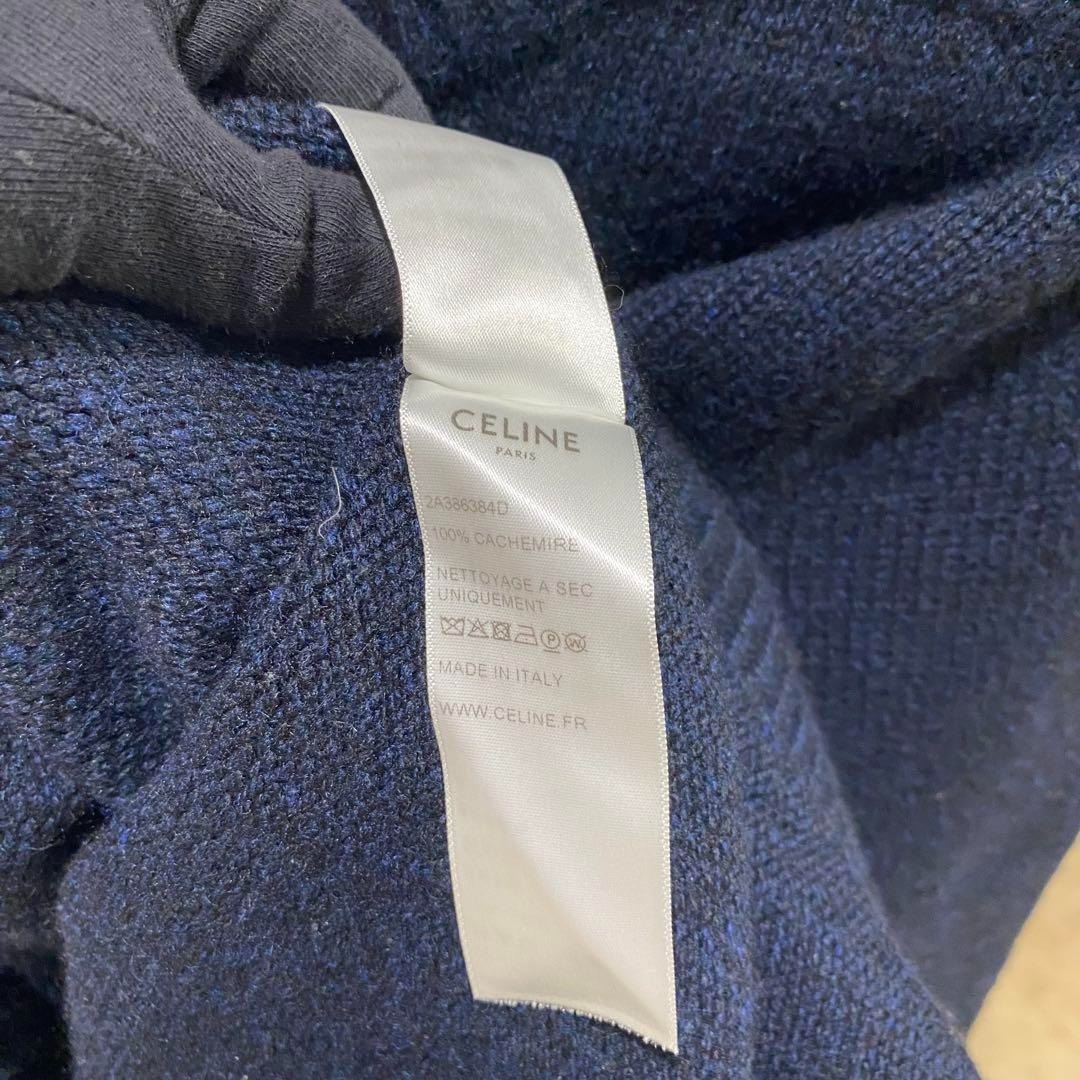 CELINE
PARIS
2A386384D
100% CACHEMIRE
NETTOYAGE A SEC
UNIQUEMENT
P W
MADE IN ITALY
WWW.CELINE.FR